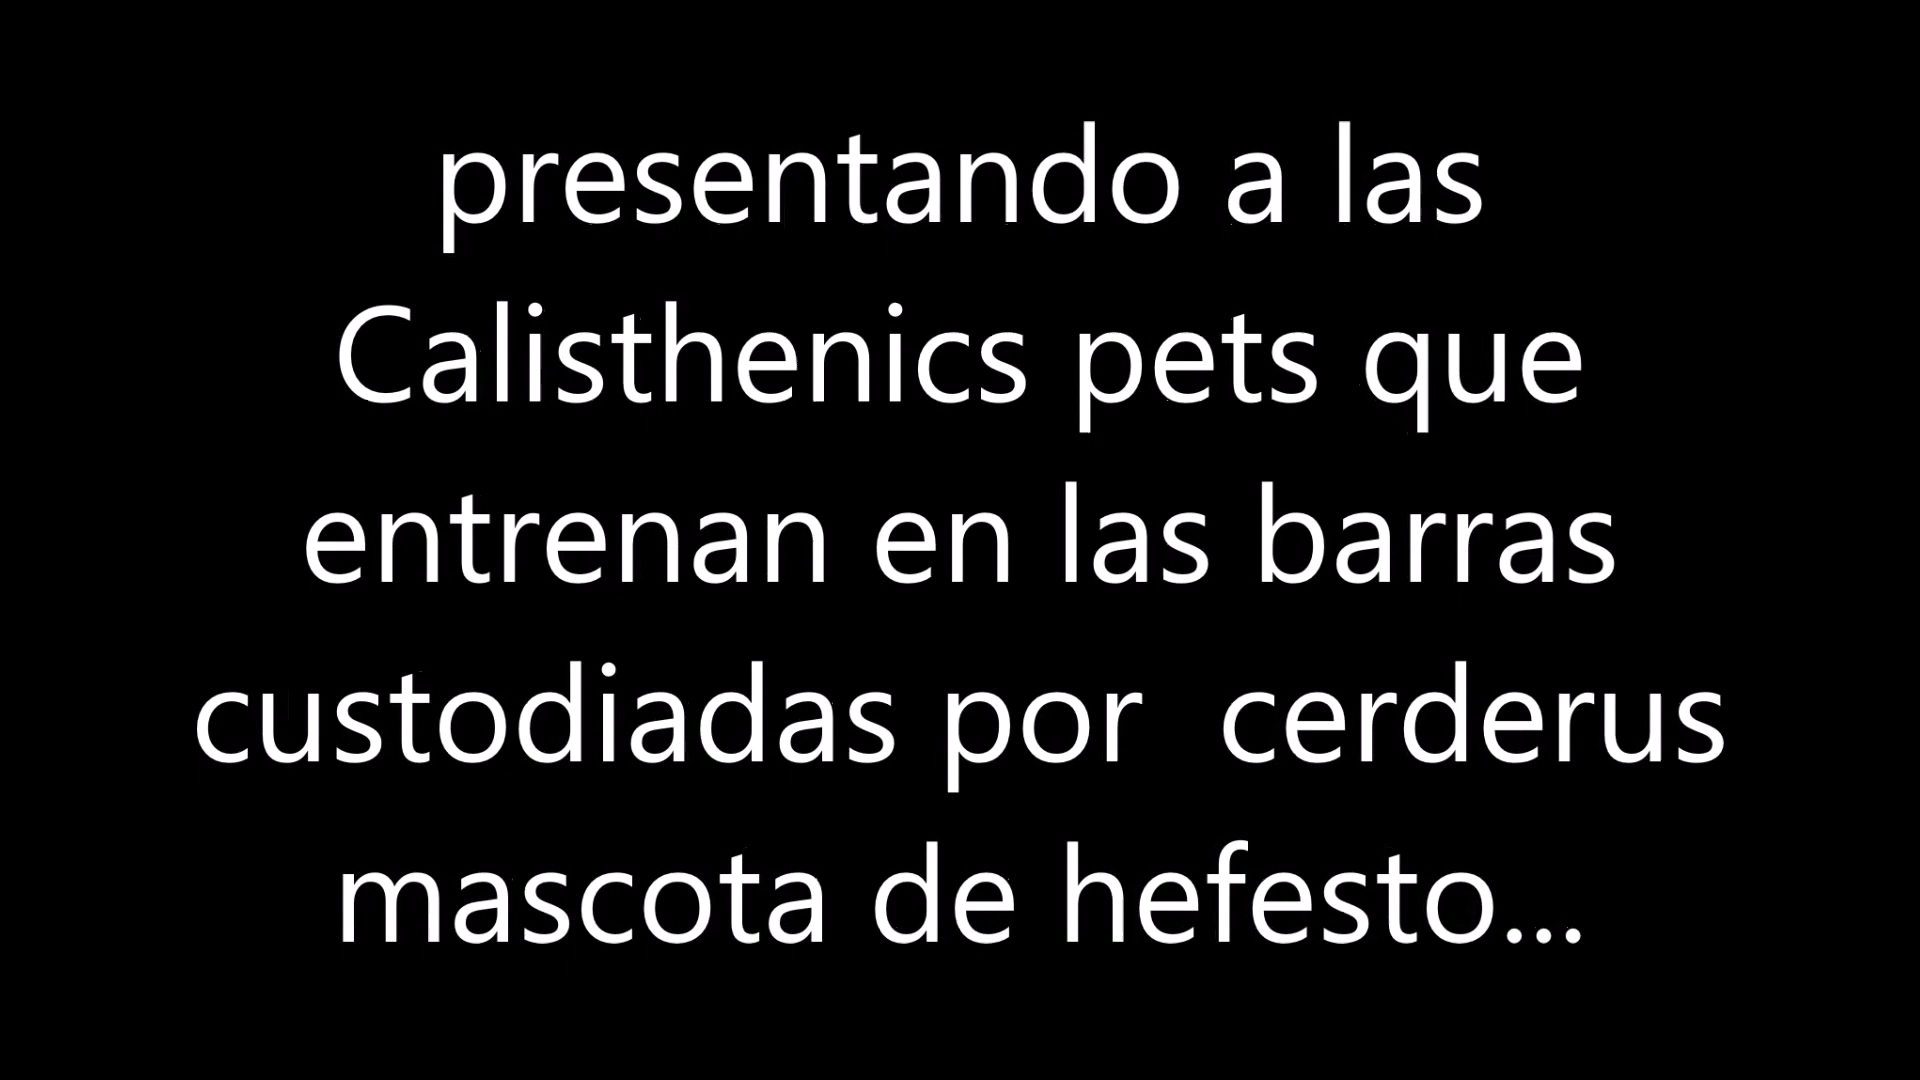 presentando a las
Calisthenics pets que
entrenan en las barras
custodiadas por  cerderus
mascota de hefesto...